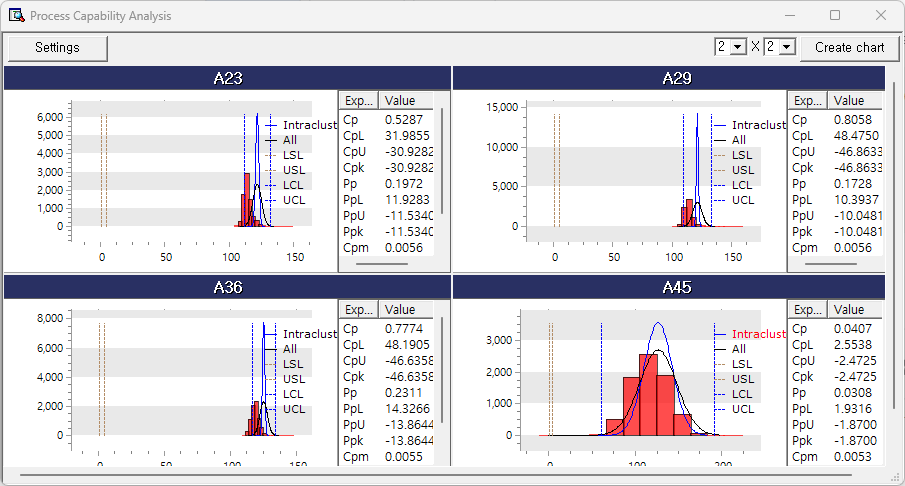 Process Capability Analysis
Settings
2 X 2 Create chart
A23
6,000
5,000
4,000
3,000
2,000
1,000
0
0 50 100 150
Intraclust
All
LSL
USL
LCL
UCL
Exp... Value
Cp 0.5287
CpL 31.9855
CpU -30.9282
Cpk -30.9282
Pp 0.1972
PpL 11.9283
PpU -11.5340
Ppk -11.5340
Cpm 0.0056
A29
15,000
10,000
5,000
0
0 50 100 150
Intraclust
All
LSL
USL
LCL
UCL
Exp... Value
Cp 0.8058
CpL 48.4750
CpU -46.8633
Cpk -46.8633
Pp 0.1728
PpL 10.3937
PpU -10.0481
Ppk -10.0481
Cpm 0.0056
A36
8,000
6,000
4,000
2,000
0
0 50 100 150
Intraclust
All
LSL
USL
LCL
UCL
Exp... Value
Cp 0.7774
CpL 48.1905
CpU -46.6358
Cpk -46.6358
Pp 0.2311
PpL 14.3266
PpU -13.8644
Ppk -13.8644
Cpm 0.0055
A45
3,000
2,000
1,000
0
0 100 200
Intraclust
All
LSL
USL
LCL
UCL
Exp... Value
Cp 0.0407
CpL 2.5538
CpU -2.4725
Cpk -2.4725
Pp 0.0308
PpL 1.9316
PpU -1.8700
Ppk -1.8700
Cpm 0.0053